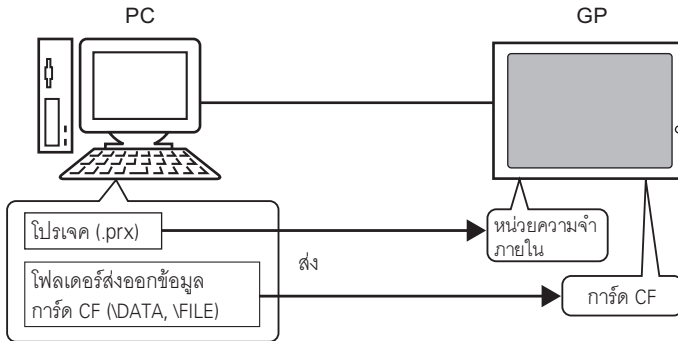 PC
GP
โปรเจค (.prx)
หน่วยความจำ
ภายใน
ส่ง
โฟลเดอร์ส่งออกข้อมูล
การ์ด CF (\DATA, \FILE)
การ์ด CF